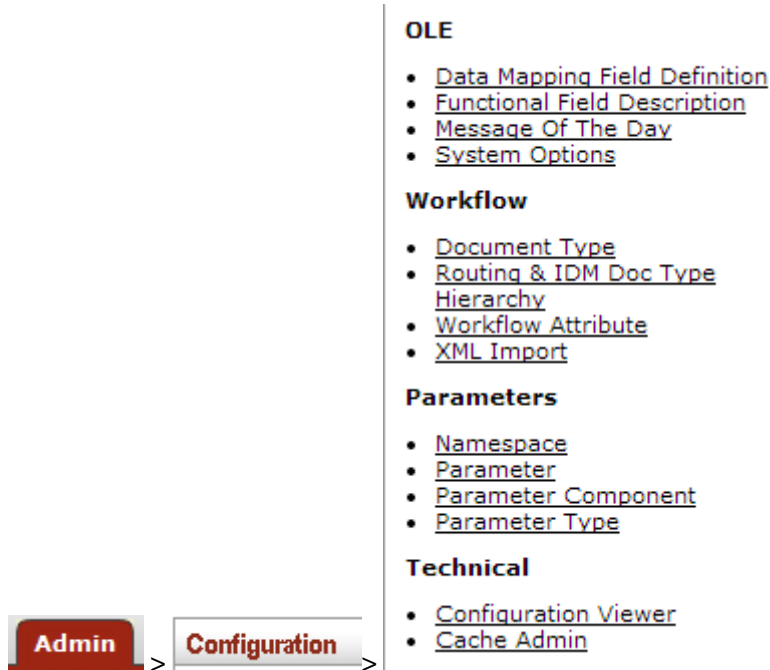 OLE
• Data Mapping Field Definition
• Functional Field Description
• Message Of The Day
• System Options
Workflow
• Document Type
• Routing & IDM Doc Type
Hierarchy
• Workflow Attribute
• XML Import
Parameters
• Namespace
• Parameter
• Parameter Component
• Parameter Type
Technical
• Configuration Viewer
• Cache Admin
Admin > Configuration >